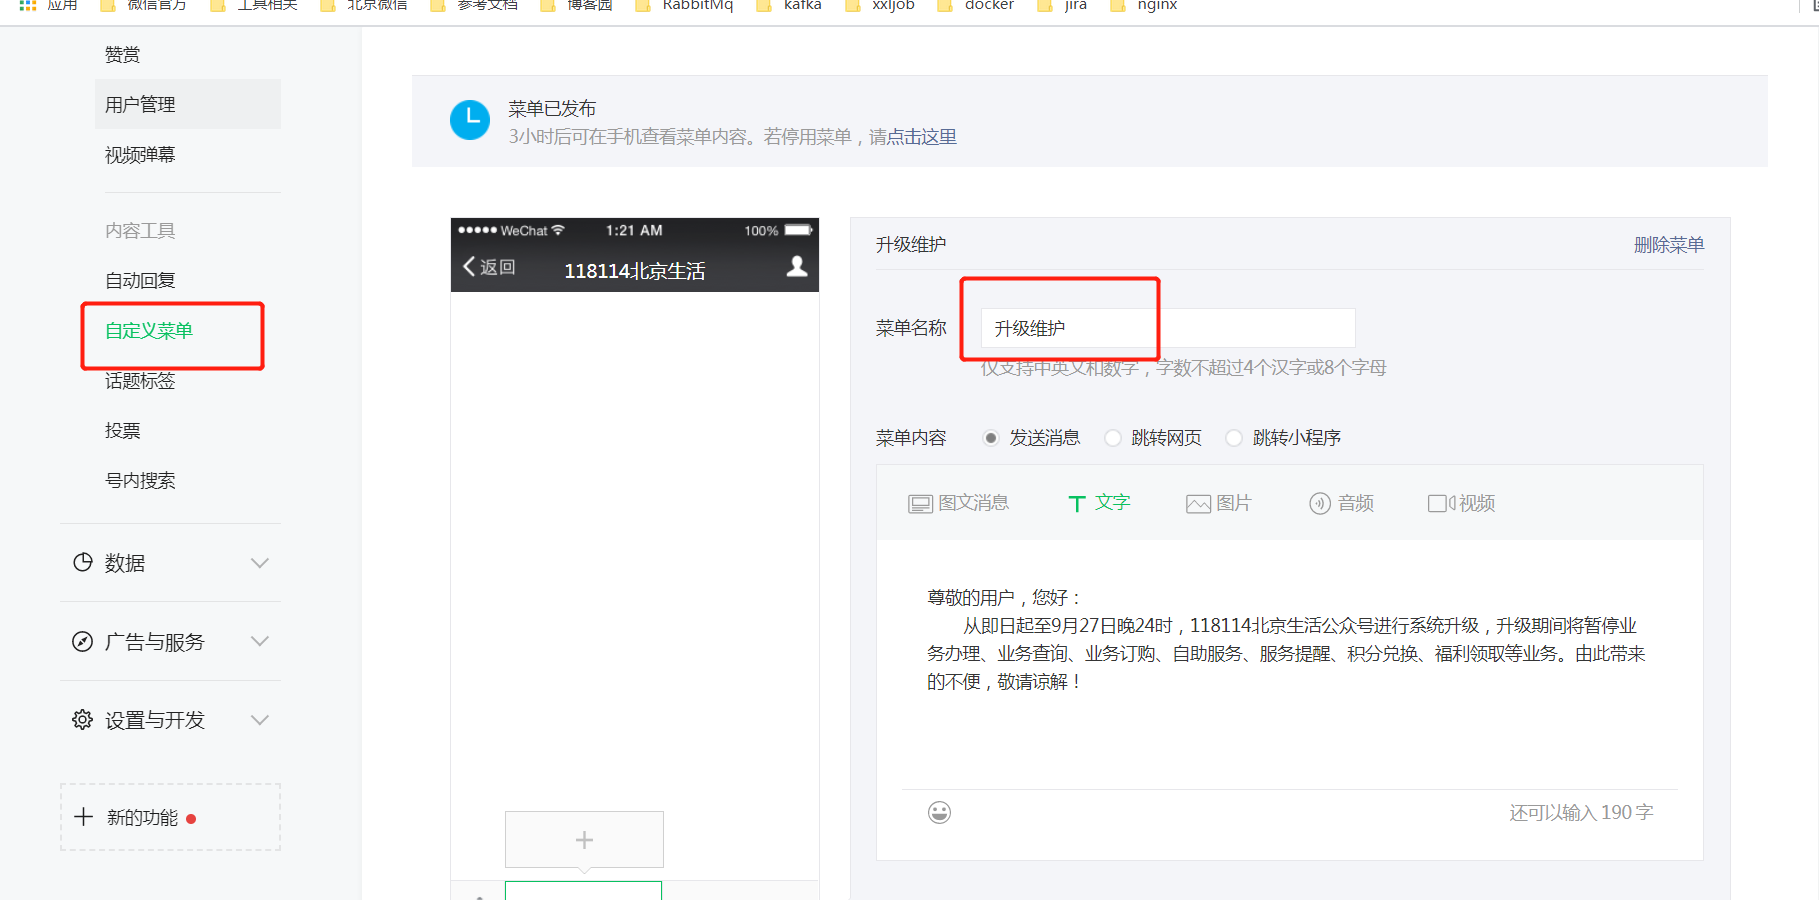 应用 微信官方 工具相关 北京微信 参考文档 博客园 RabbitMq kafka xxljob docker jira nginx
赞赏
用户管理
视频弹幕
内容工具
自动回复
自定义菜单
话题标签
投票
号内搜索
数据
广告与服务
设置与开发
新的功能
菜单已发布
3小时后可在手机查看菜单内容。若停用菜单，请点击这里
WeChat 1:21 AM 100%
返回 118114北京生活
升级维护 删除菜单
菜单名称 升级维护
仅支持中英文和数字，字数不超过4个汉字或8个字母
菜单内容 发送消息 跳转网页 跳转小程序
图文消息 文字 图片 音频 视频
尊敬的用户，您好：
从即日起至9月27日晚24时，118114北京生活公众号进行系统升级，升级期间将暂停业
务办理、业务查询、业务订购、自助服务、服务提醒、积分兑换、福利领取等业务。由此带来
的不便，敬请谅解！
还可以输入 190 字